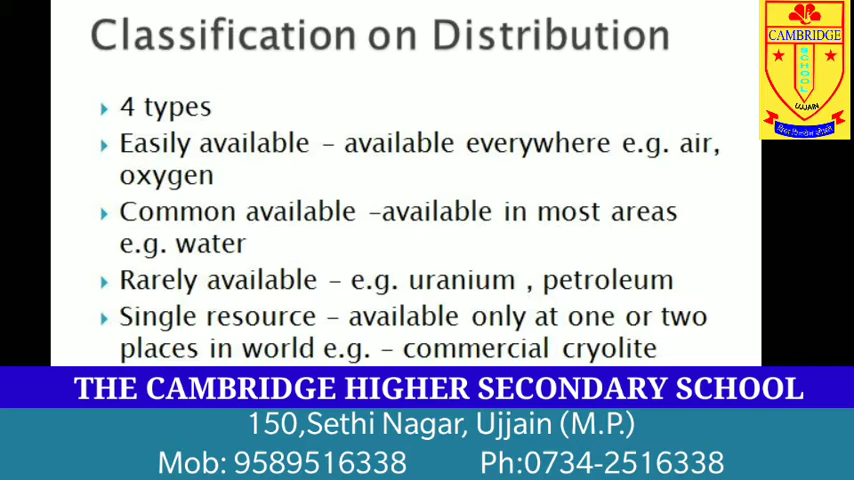 Classification on Distribution
CAMBRIDGE
SCHOOL
UJJAIN
4 types
Easily available – available everywhere e.g. air,
oxygen
Common available –available in most areas
e.g. water
Rarely available – e.g. uranium , petroleum
Single resource – available only at one or two
places in world e.g. – commercial cryolite
THE CAMBRIDGE HIGHER SECONDARY SCHOOL
150,Sethi Nagar, Ujjain (M.P.)
Mob: 9589516338 Ph:0734-2516338